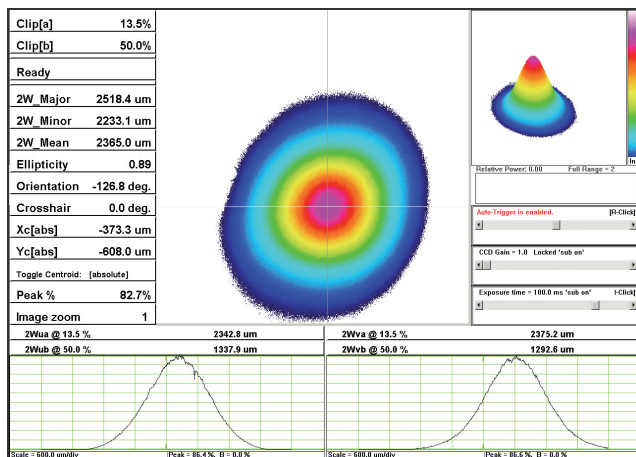 Clip[a] 13.5%
Clip[b] 50.0%
Ready
2W_Major 2518.4 um
2W_Minor 2233.1 um
2W_Mean 2365.0 um
Ellipticity 0.89
Orientation -126.8 deg.
Crosshair 0.0 deg.
Xc[abs] -373.3 um
Yc[abs] -608.0 um
Toggle Centroid: [absolute]
Peak % 82.7%
Image zoom 1
Relative Power: 0.00 Full Range = 2
Auto-Trigger is enabled. [R-Click]
CCD Gain = 1.0 Locked 'sub on'
Exposure time = 100.0 ms 'sub on'
2Wua @ 13.5 % 2342.8 um
2Wub @ 50.0 % 1337.9 um
2Wva @ 13.5 % 2375.2 um
2Wvb @ 50.0 % 1292.6 um
Scale = 600.0 um/div Peak = 86.4 %, B = 0.0 %
Scale = 600.0 um/div Peak = 86.6 %, B = 0.0 %